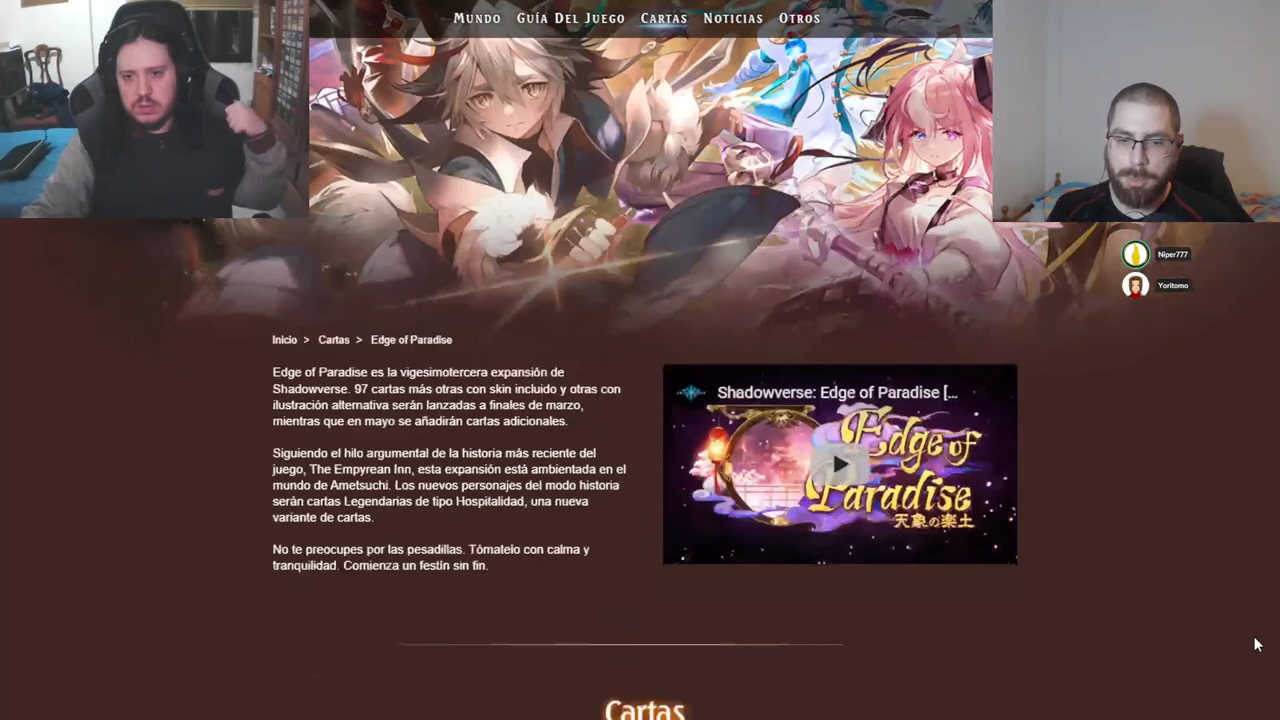 Mundo Guía Del Juego Cartas Noticias Otros
Niper777
Yoritomo
Inicio > Cartas > Edge of Paradise
Edge of Paradise es la vigesimotercera expansión de
Shadowverse. 97 cartas más otras con skin incluido y otras con
ilustración alternativa serán lanzadas a finales de marzo,
mientras que en mayo se añadirán cartas adicionales.
Siguiendo el hilo argumental de la historia más reciente del
juego, The Empyrean Inn, esta expansión está ambientada en el
mundo de Ametsuchi. Los nuevos personajes del modo historia
serán cartas Legendarias de tipo Hospitalidad, una nueva
variante de cartas.
No te preocupes por las pesadillas. Tómatelo con calma y
tranquilidad. Comienza un festín sin fin.
Shadowverse: Edge of Paradise [...
Edge of
Paradise
天象の楽土
Cartas